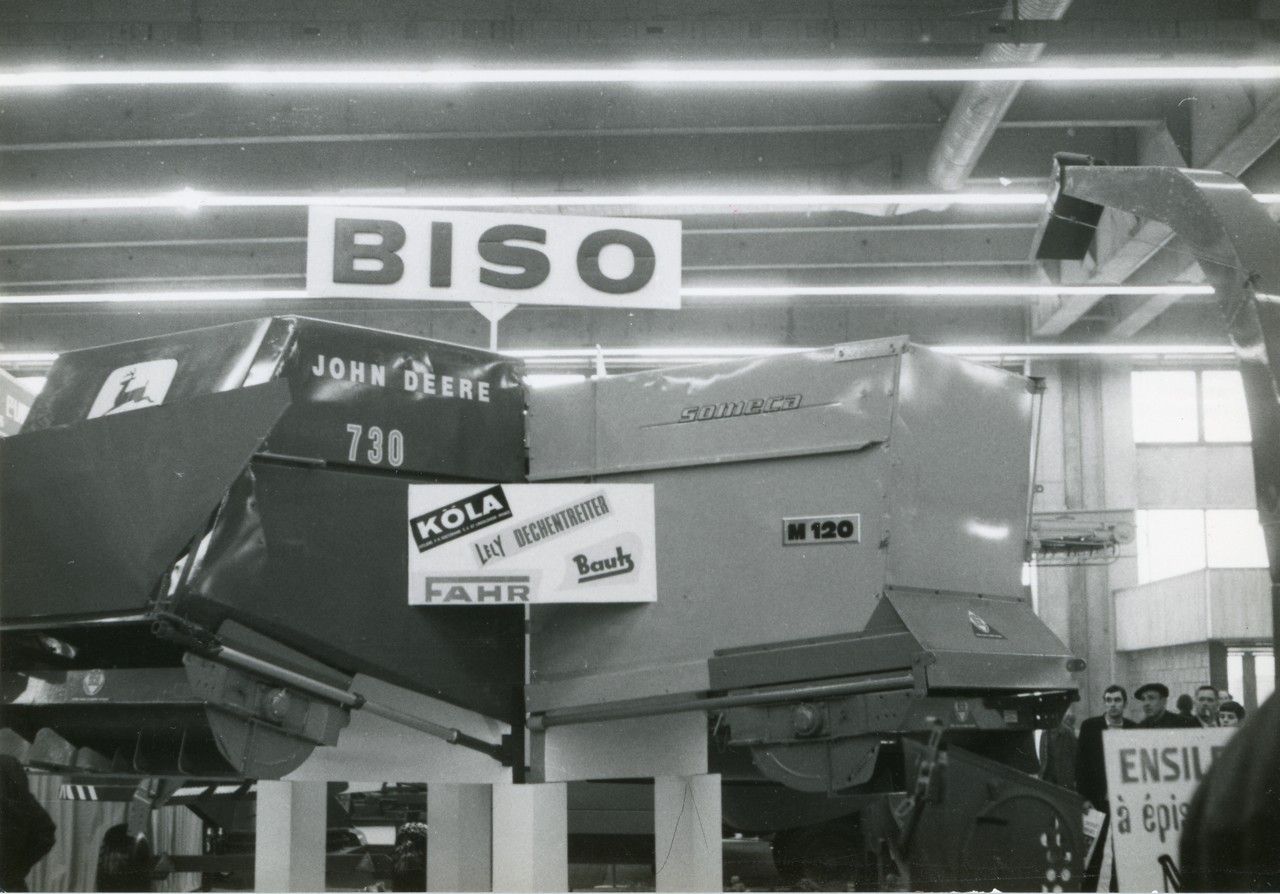 BISO
JOHN DEERE
730
someca
KÖLA
LELY
DECHENTREITER
Bautz
FAHR
M 120
ENSIL
à épis